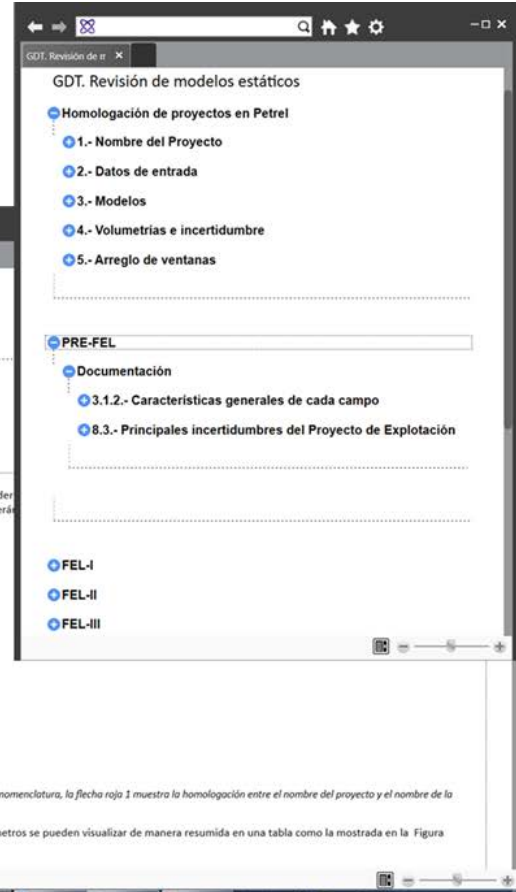 GDT. Revisión de m
GDT. Revisión de modelos estáticos
Homologación de proyectos en Petrel
1.- Nombre del Proyecto
2.- Datos de entrada
3.- Modelos
4.- Volumetrías e incertidumbre
5.- Arreglo de ventanas
PRE-FEL
Documentación
3.1.2.- Características generales de cada campo
8.3.- Principales incertidumbres del Proyecto de Explotación
FEL-I
FEL-II
FEL-III
nomenclatura, la flecha roja 1 muestra la homologación entre el nombre del proyecto y el nombre de la
etros se pueden visualizar de manera resumida en una tabla como la mostrada en la Figura